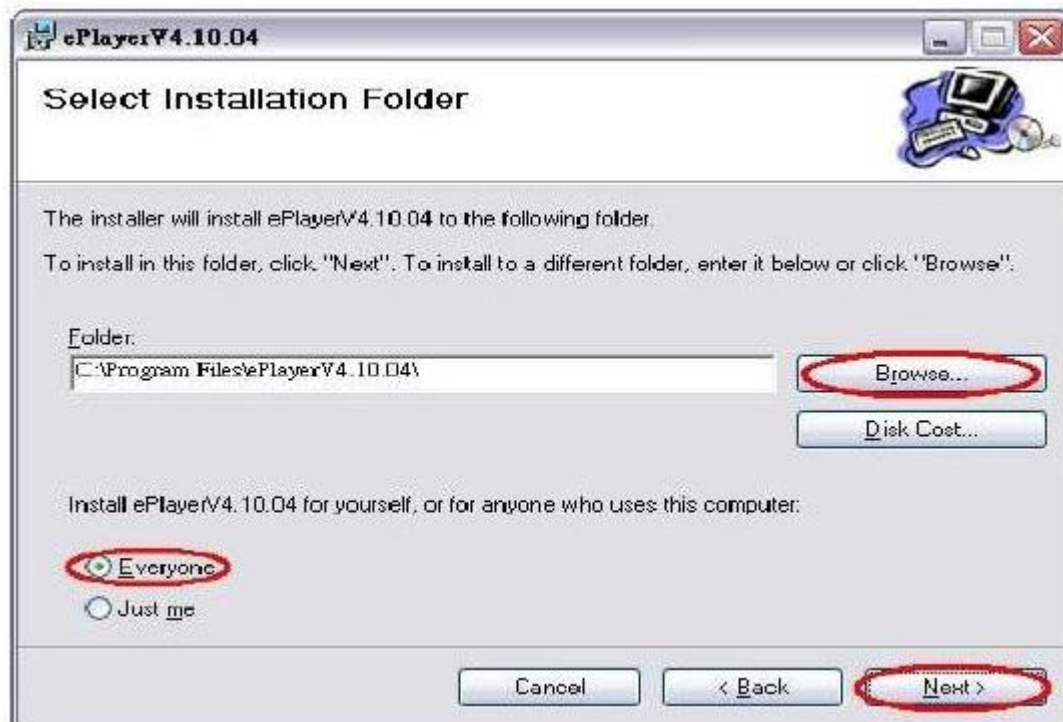 ePlayerV4.10.04
Select Installation Folder
The installer will install ePlayerV4.10.04 to the following folder.
To install in this folder, click "Next". To install to a different folder, enter it below or click "Browse".
Folder:
C:\Program Files\ePlayerV4.10.04\
Browse...
Disk Cost...
Install ePlayerV4.10.04 for yourself, or for anyone who uses this computer:
Everyone
Just me
Cancel
< Back
Next >